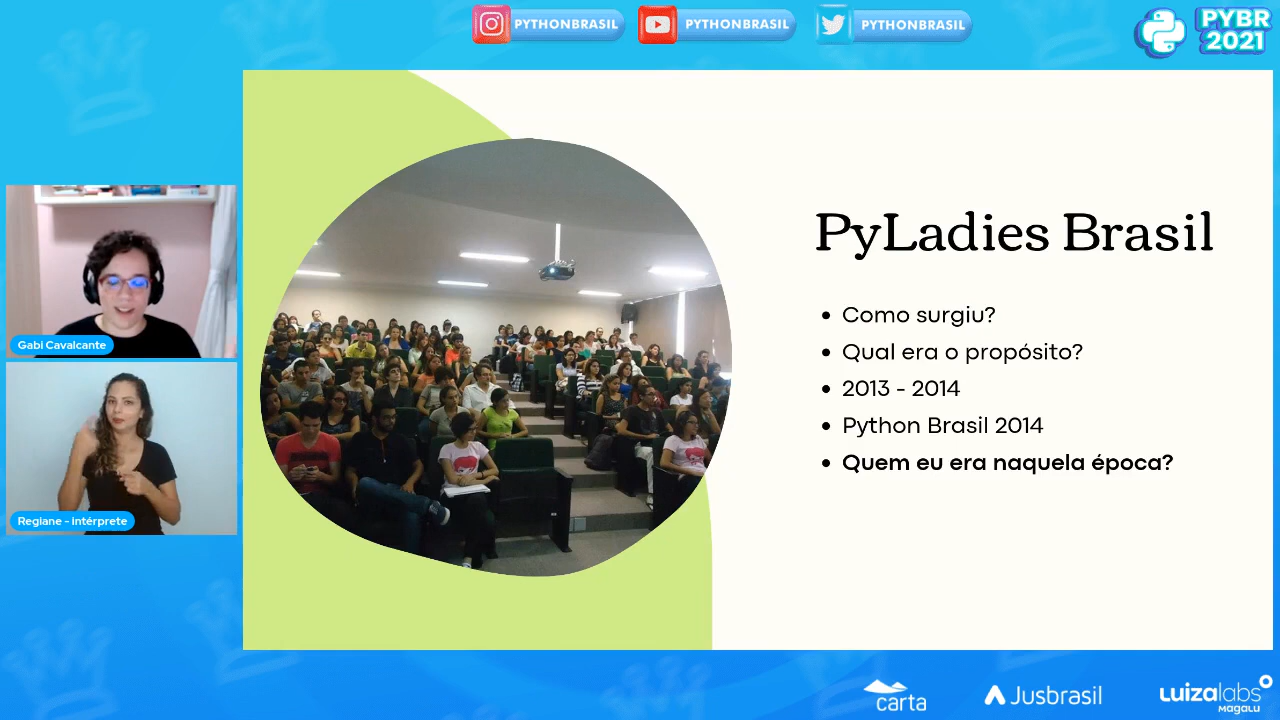 PYTHONBRASIL
PYTHONBRASIL
PYTHONBRASIL
PYBR
2021
PyLadies Brasil
Como surgiu?
Qual era o propósito?
2013 - 2014
Python Brasil 2014
Quem eu era naquela época?
Gabi Cavalcante
Regiane - intérprete
carta
Jusbrasil
luizalabs
MAGALU